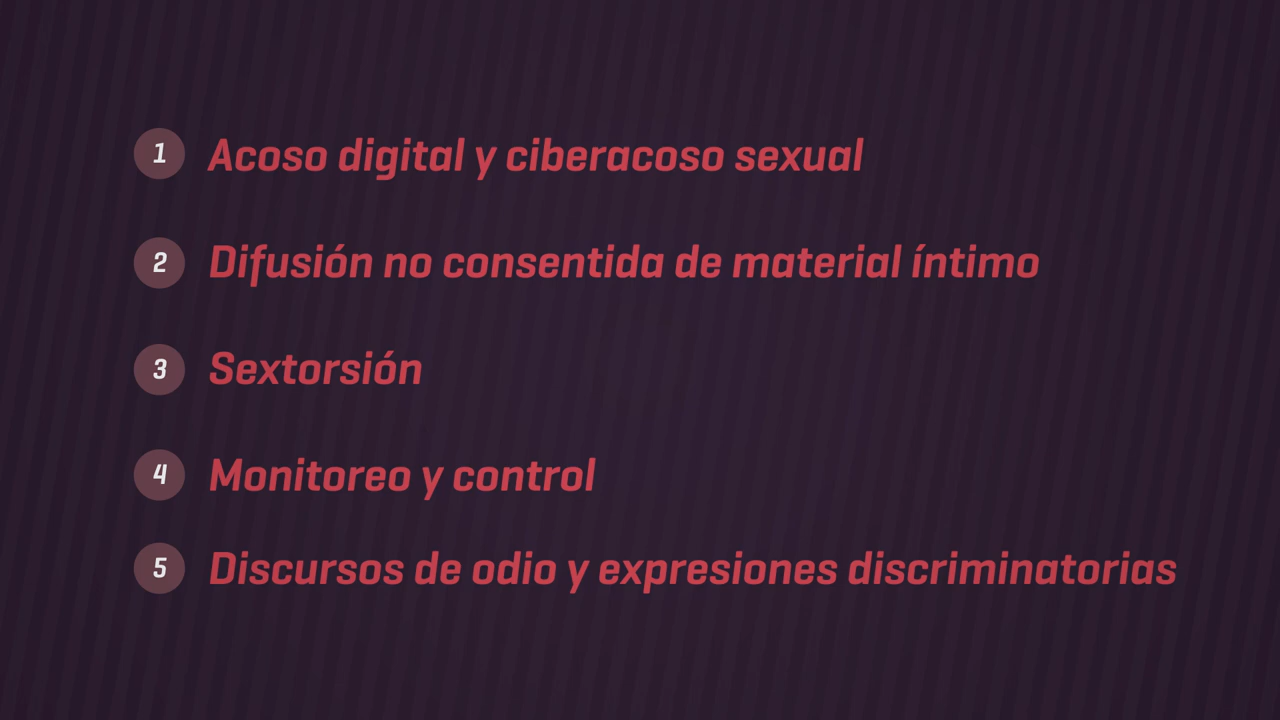 1 Acoso digital y ciberacoso sexual
2 Difusión no consentida de material íntimo
3 Sextorsión
4 Monitoreo y control
5 Discursos de odio y expresiones discriminatorias